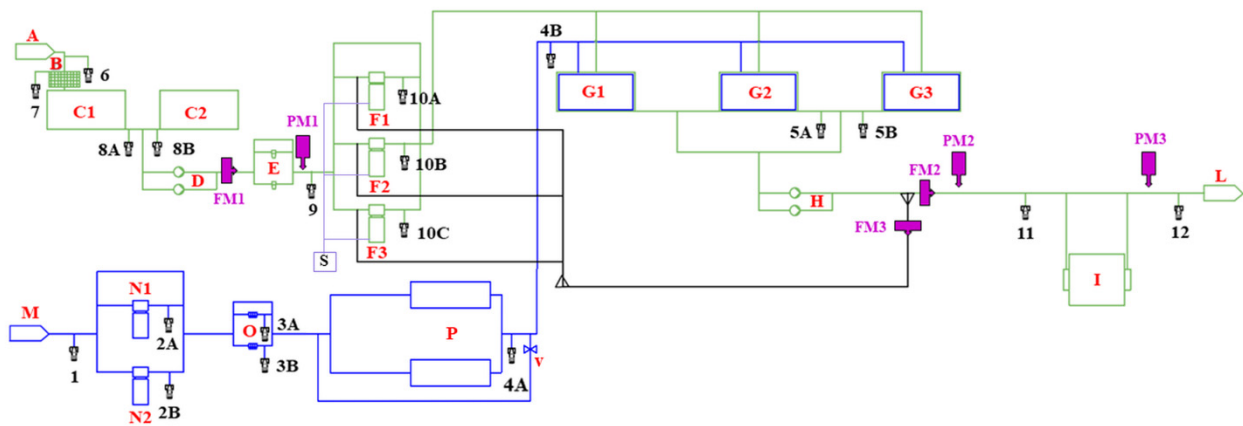 A
B
6
7
C1
C2
8A
8B
D
FM1
E
PM1
9
F1
10A
F2
10B
F3
10C
S
4B
G1
G2
G3
5A
5B
H
FM2
PM2
FM3
PM3
L
11
12
I
M
1
N1
2A
N2
2B
O
3A
3B
P
4A
V